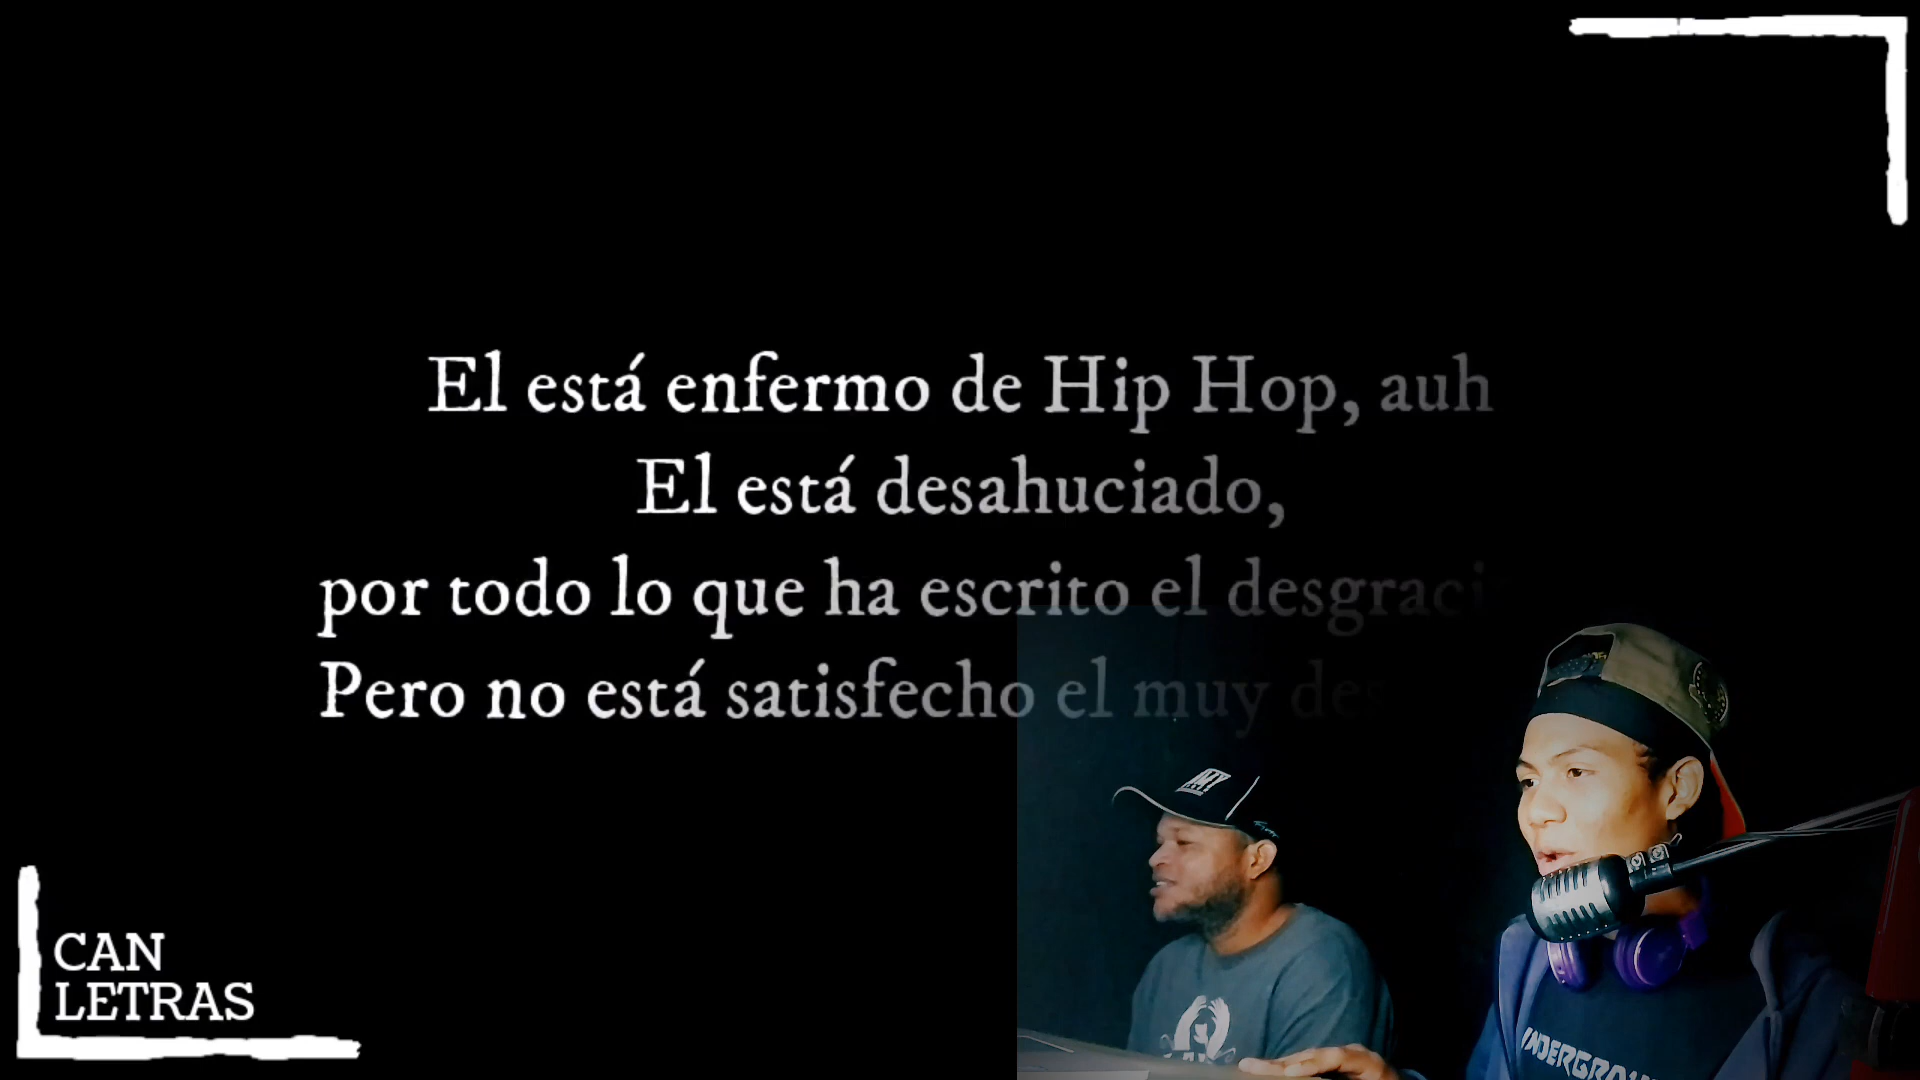 El está enfermo de Hip Hop, auh
El está desahuciado,
por todo lo que ha escrito el
Pero no está satisfecho el muy
CAN
LETRAS